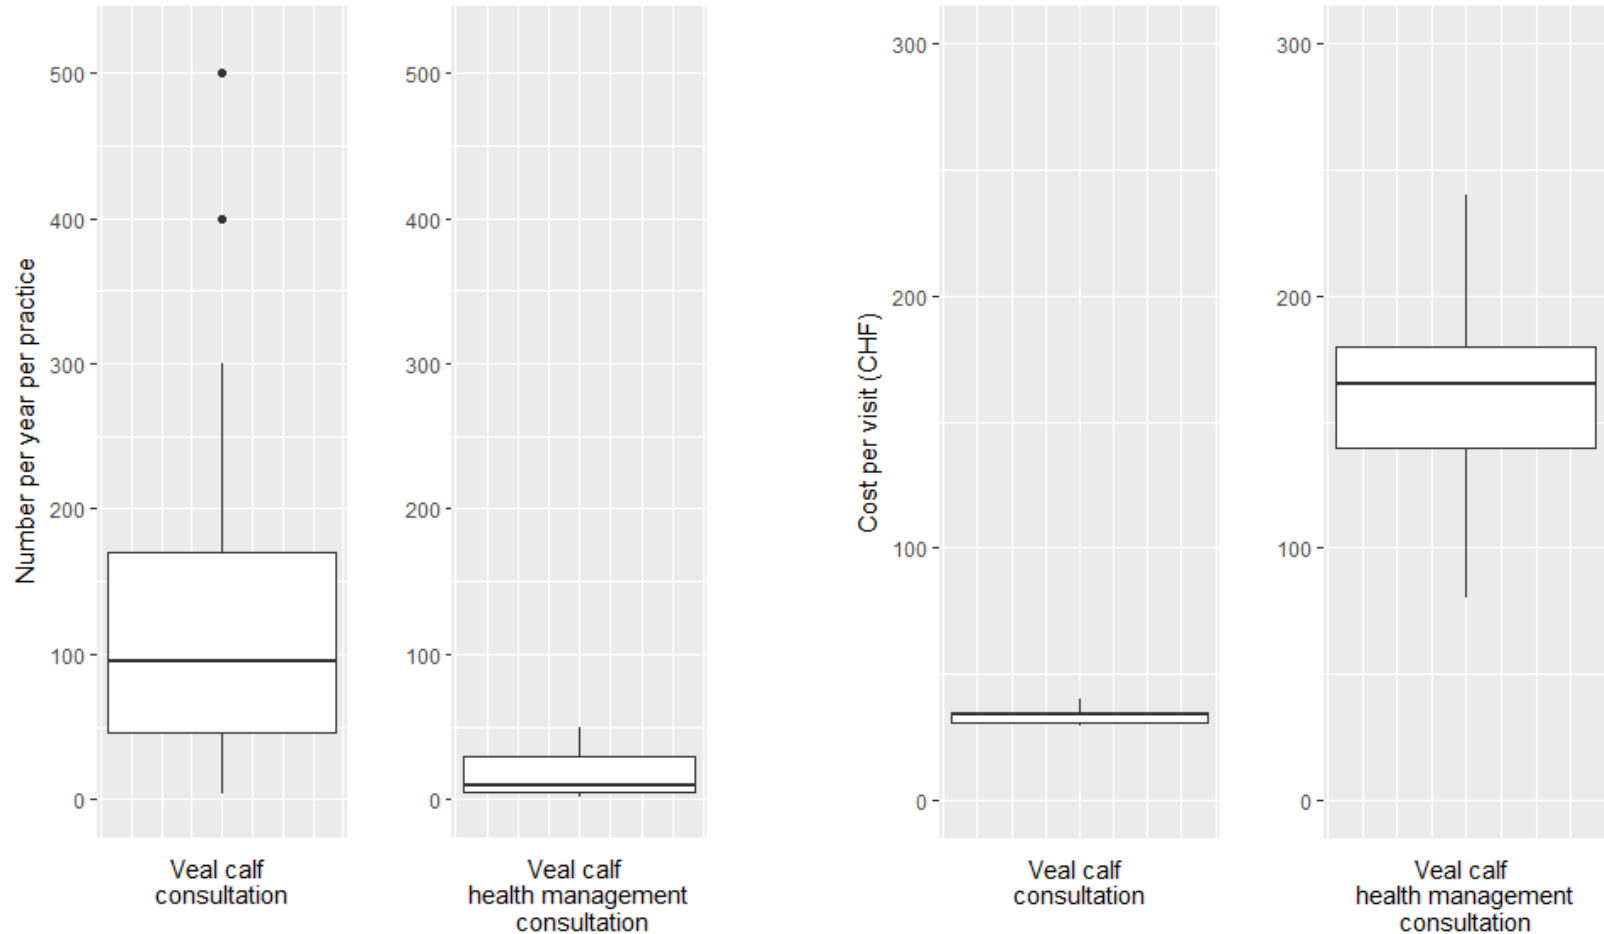 Number per year per practice
500
400
300
200
100
0
Veal calf
consultation
500
400
300
200
100
0
Veal calf
health management
consultation
Cost per visit (CHF)
300
200
100
0
Veal calf
consultation
300
200
100
0
Veal calf
health management
consultation